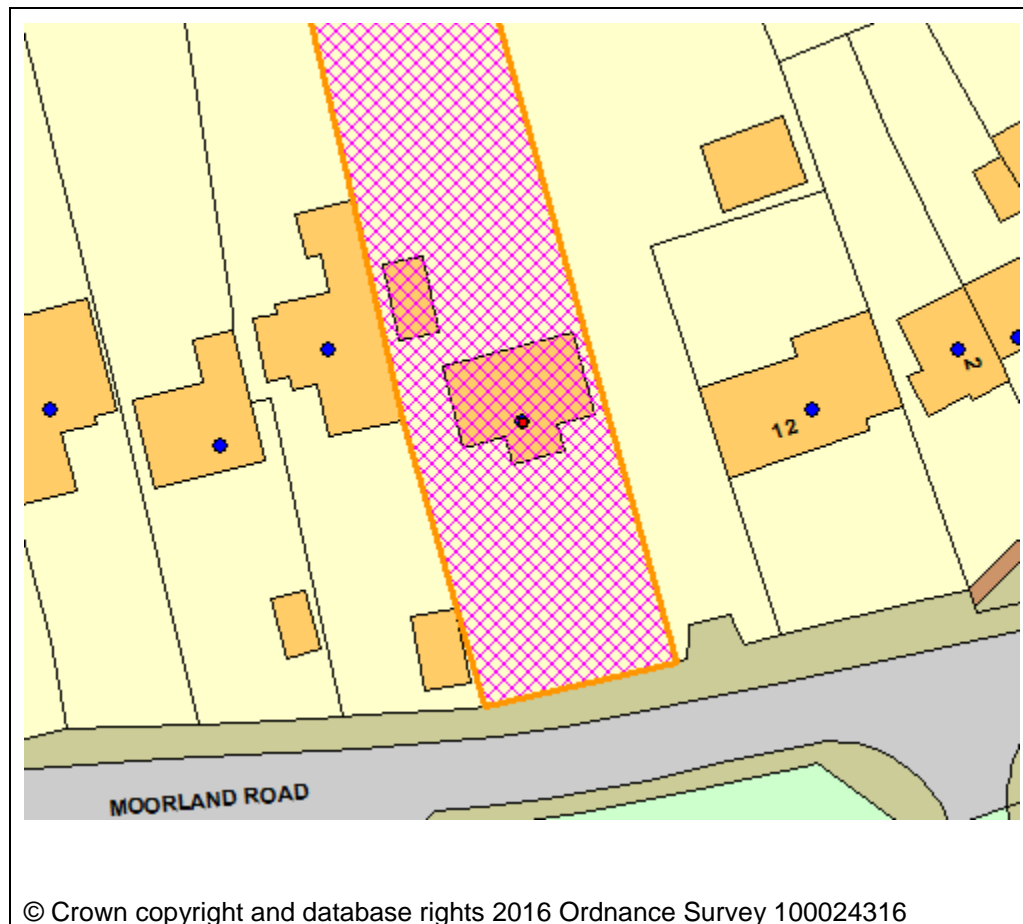 2
12
MOORLAND ROAD
© Crown copyright and database rights 2016 Ordnance Survey 100024316